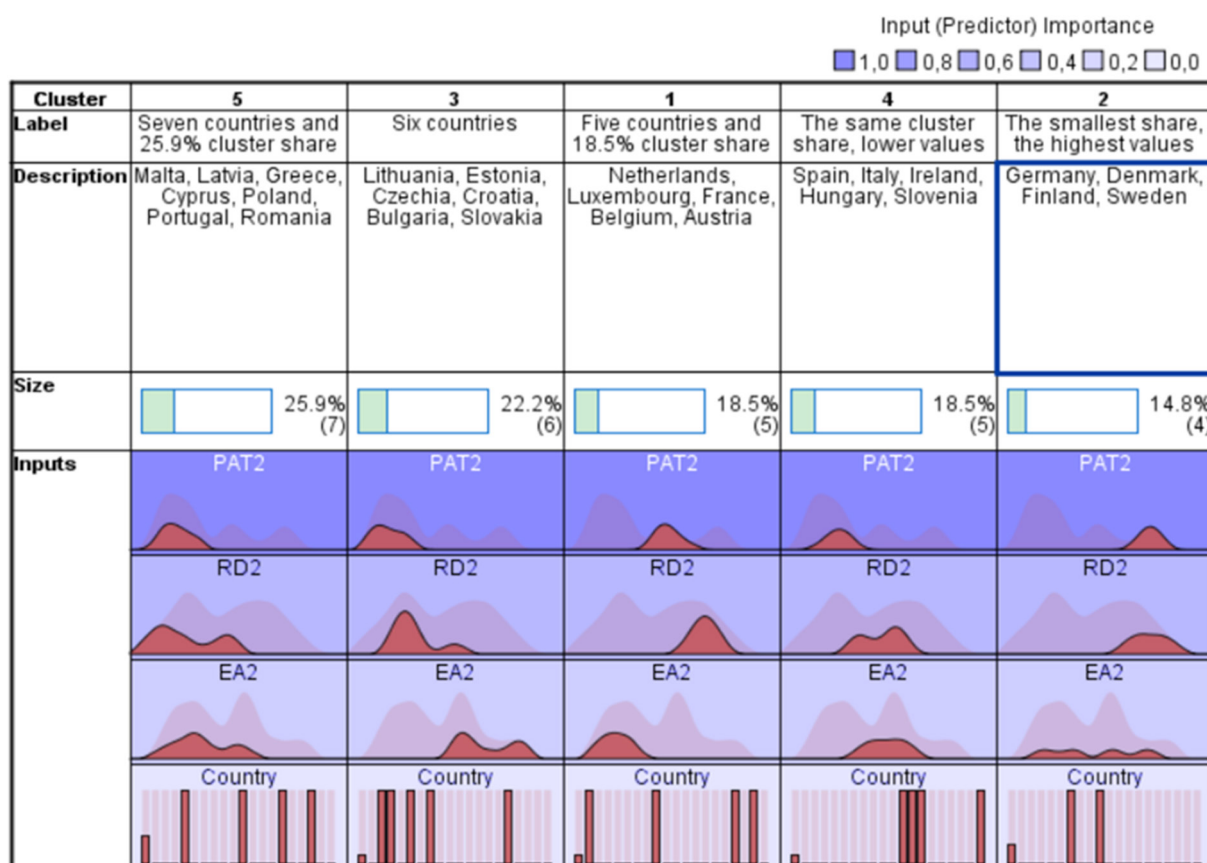 Input (Predictor) Importance
1,0 0,8 0,6 0,4 0,2 0,0
Cluster 5 3 1 4 2
Label
Seven countries and
25.9% cluster share
Six countries
Five countries and
18.5% cluster share
The same cluster
share, lower values
The smallest share,
the highest values
Description
Malta, Latvia, Greece,
Cyprus, Poland,
Portugal, Romania
Lithuania, Estonia,
Czechia, Croatia,
Bulgaria, Slovakia
Netherlands,
Luxembourg, France,
Belgium, Austria
Spain, Italy, Ireland,
Hungary, Slovenia
Germany, Denmark,
Finland, Sweden
Size
25.9%
(7)
22.2%
(6)
18.5%
(5)
18.5%
(5)
14.8%
(4)
Inputs
PAT2 PAT2 PAT2 PAT2 PAT2
RD2 RD2 RD2 RD2 RD2
EA2 EA2 EA2 EA2 EA2
Country Country Country Country Country